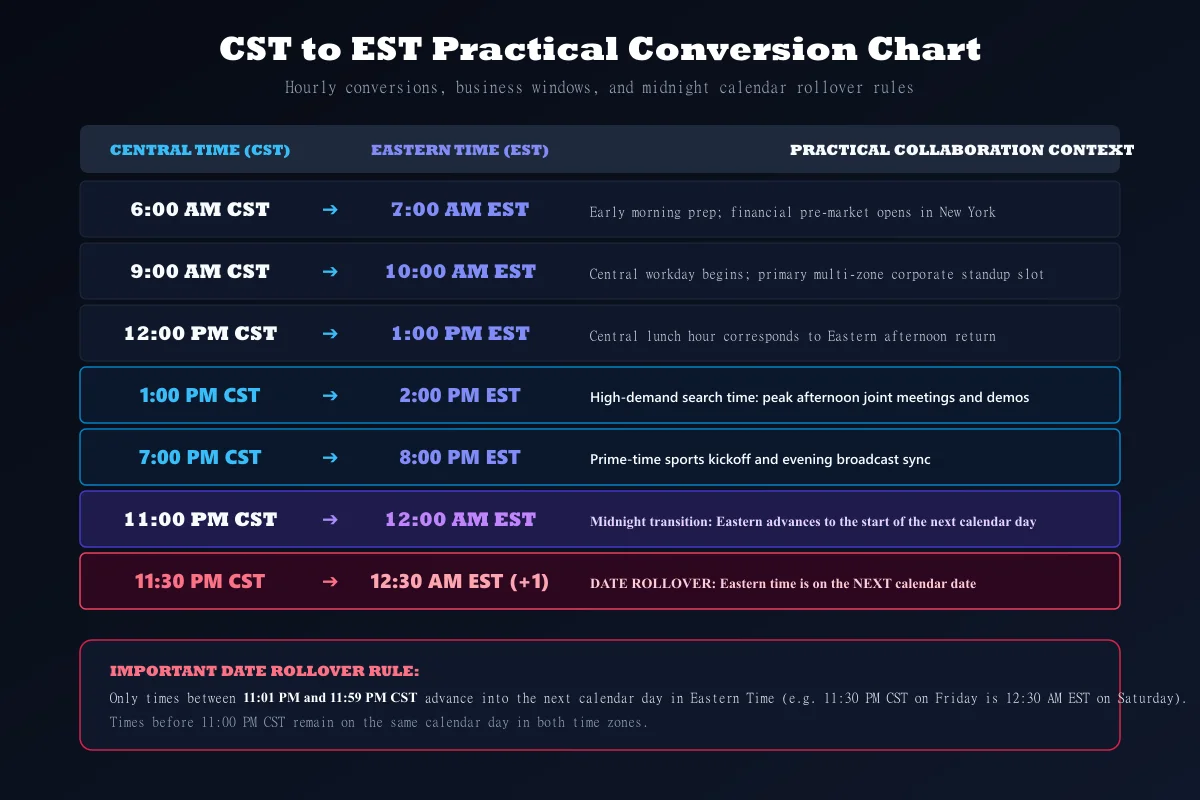 CST to EST Practical Conversion Chart
Hourly conversions, business windows, and midnight calendar rollover rules
CENTRAL TIME (CST) EASTERN TIME (EST) PRACTICAL COLLABORATION CONTEXT
6:00 AM CST → 7:00 AM EST Early morning prep; financial pre-market opens in New York
9:00 AM CST → 10:00 AM EST Central workday begins; primary multi-zone corporate standup slot
12:00 PM CST → 1:00 PM EST Central lunch hour corresponds to Eastern afternoon return
1:00 PM CST → 2:00 PM EST High-demand search time: peak afternoon joint meetings and demos
7:00 PM CST → 8:00 PM EST Prime-time sports kickoff and evening broadcast sync
11:00 PM CST → 12:00 AM EST Midnight transition: Eastern advances to the start of the next calendar day
11:30 PM CST → 12:30 AM EST (+1) DATE ROLLOVER: Eastern time is on the NEXT calendar date
IMPORTANT DATE ROLLOVER RULE:
Only times between 11:01 PM and 11:59 PM CST advance into the next calendar day in Eastern Time (e.g. 11:30 PM CST on Friday is 12:30 AM EST on Saturday).
Times before 11:00 PM CST remain on the same calendar day in both time zones.